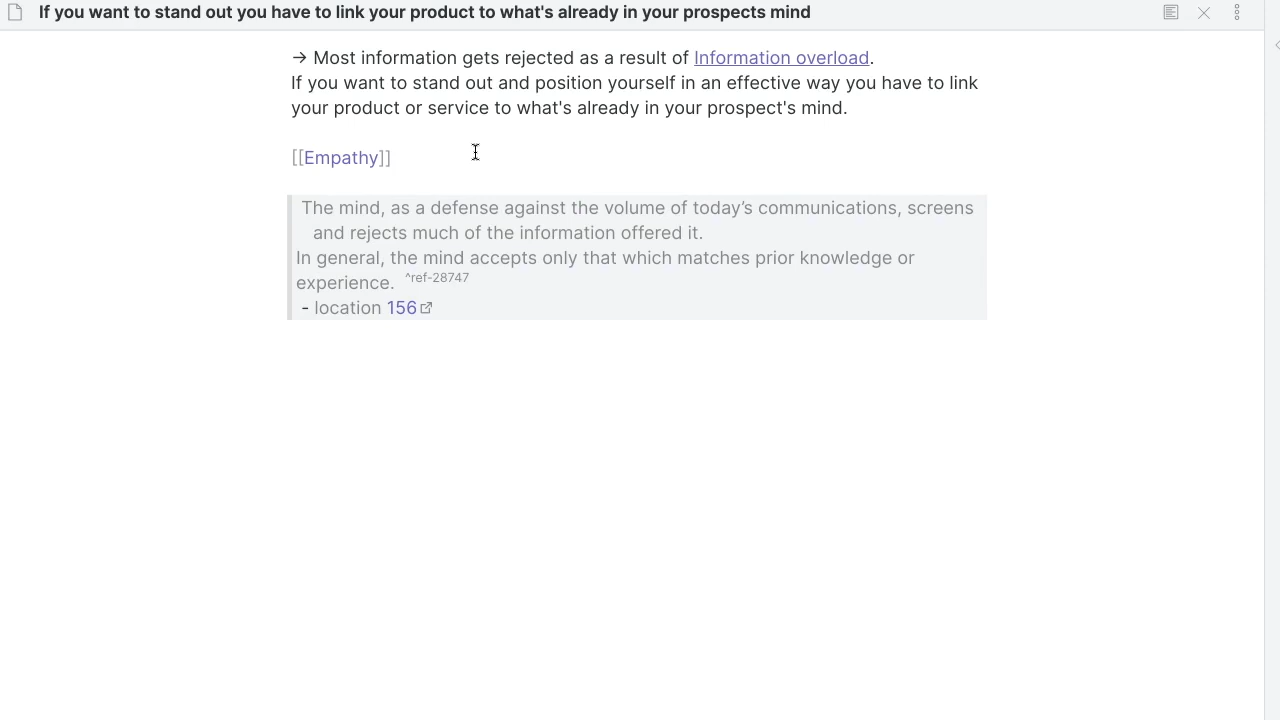 If you want to stand out you have to link your product to what's already in your prospects mind
→ Most information gets rejected as a result of Information overload.
If you want to stand out and position yourself in an effective way you have to link
your product or service to what's already in your prospect's mind.
[[Empathy]]
The mind, as a defense against the volume of today’s communications, screens
and rejects much of the information offered it.
In general, the mind accepts only that which matches prior knowledge or
experience. ^ref-28747
- location 156